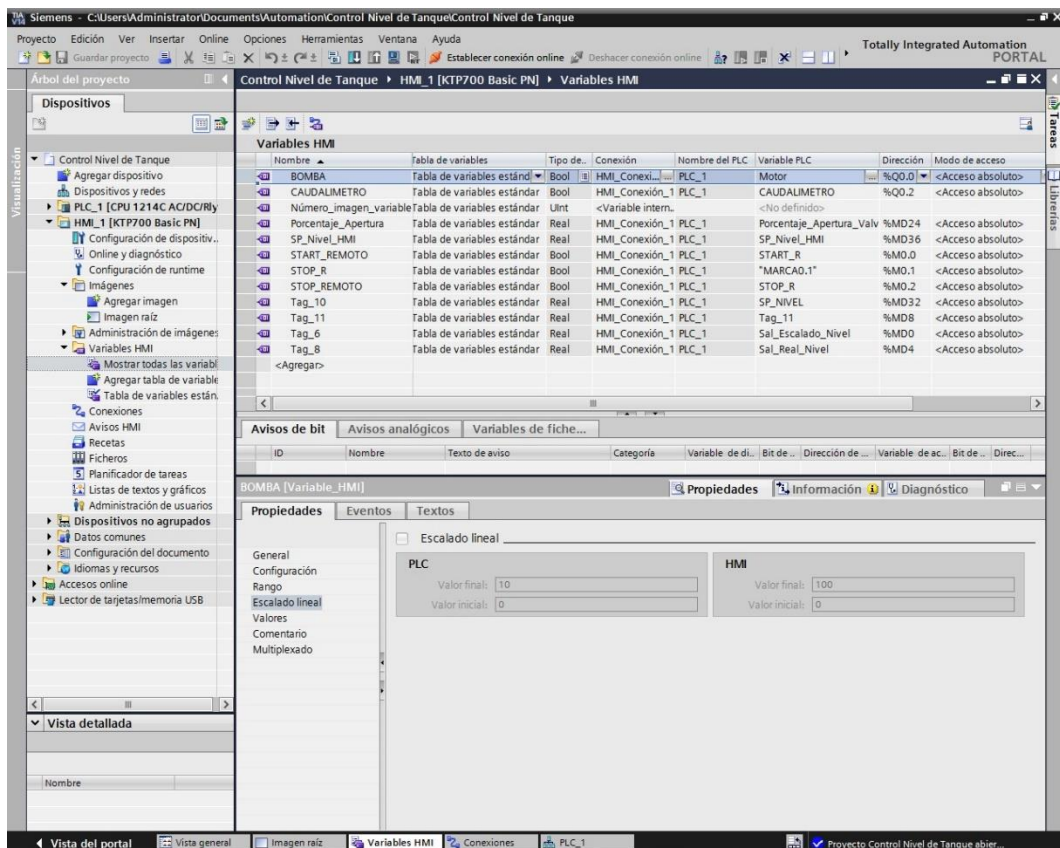 Siemens - C:\Users\Administrator\Documents\Automation\Control Nivel de Tanque\Control Nivel de Tanque
Proyecto Edición Ver Insertar Online Opciones Herramientas Ventana Ayuda
Totally Integrated Automation
PORTAL
Guardar proyecto
Establecer conexión online
Deshacer conexión online
Árbol del proyecto
Dispositivos
Visualización
Control Nivel de Tanque
Agregar dispositivo
Dispositivos y redes
PLC_1 [CPU 1214C AC/DC/Rly
HMI_1 [KTP700 Basic PN]
Configuración de dispositiv..
Online y diagnóstico
Configuración de runtime
Imágenes
Agregar imagen
Imagen raíz
Administración de imágenes
Variables HMI
Mostrar todas las variabl
Agregar tabla de variable
Tabla de variables están.
Conexiones
Avisos HMI
Recetas
Ficheros
Planificador de tareas
Listas de textos y gráficos
Administración de usuarios
Dispositivos no agrupados
Datos comunes
Configuración del documento
Idiomas y recursos
Accesos online
Lector de tarjetas/memoria USB
Vista detallada
Nombre
Control Nivel de Tanque HMI_1 [KTP700 Basic PN] Variables HMI
Variables HMI
Nombre Tabla de variables Tipo de.. Conexión Nombre del PLC Variable PLC Dirección Modo de acceso
BOMBA Tabla de variables estánd Bool HMI_Conexi... PLC_1 Motor %Q0.0 <Acceso absoluto>
CAUDALIMETRO Tabla de variables estándar Bool HMI_Conexión_1 PLC_1 CAUDALIMETRO %Q0.2 <Acceso absoluto>
Número_imagen_variable Tabla de variables estándar UInt <Variable intern.. <No definido>
Porcentaje_Apertura Tabla de variables estándar Real HMI_Conexión_1 PLC_1 Porcentaje_Apertura_Valv %MD24 <Acceso absoluto>
SP_Nivel_HMI Tabla de variables estándar Real HMI_Conexión_1 PLC_1 SP_Nivel_HMI %MD36 <Acceso absoluto>
START_REMOTO Tabla de variables estándar Bool HMI_Conexión_1 PLC_1 START_R %M0.0 <Acceso absoluto>
STOP_R Tabla de variables estándar Bool HMI_Conexión_1 PLC_1 "MARCA0.1" %M0.1 <Acceso absoluto>
STOP_REMOTO Tabla de variables estándar Bool HMI_Conexión_1 PLC_1 STOP_R %M0.2 <Acceso absoluto>
Tag_10 Tabla de variables estándar Real HMI_Conexión_1 PLC_1 SP_NIVEL %MD32 <Acceso absoluto>
Tag_11 Tabla de variables estándar Real HMI_Conexión_1 PLC_1 Tag_11 %MD8 <Acceso absoluto>
Tag_6 Tabla de variables estándar Real HMI_Conexión_1 PLC_1 Sal_Escalado_Nivel %MD0 <Acceso absoluto>
Tag_8 Tabla de variables estándar Real HMI_Conexión_1 PLC_1 Sal_Real_Nivel %MD4 <Acceso absoluto>
<Agregar>
Avisos de bit Avisos analógicos Variables de fiche...
ID Nombre Texto de aviso Categoría Variable de di.. Bit de .. Dirección de ... Variable de ac.. Bit de .. Direc...
BOMBA [Variable_HMI]
Propiedades Información Diagnóstico
Propiedades Eventos Textos
General
Configuración
Rango
Escalado lineal
Valores
Comentario
Multiplexado
Escalado lineal
PLC
Valor final: 10
Valor inicial: 0
HMI
Valor final: 100
Valor inicial: 0
Tareas
Librerías
Vista del portal Vista general Imagen raíz Variables HMI Conexiones PLC_1 Proyecto Control Nivel de Tanque abier...